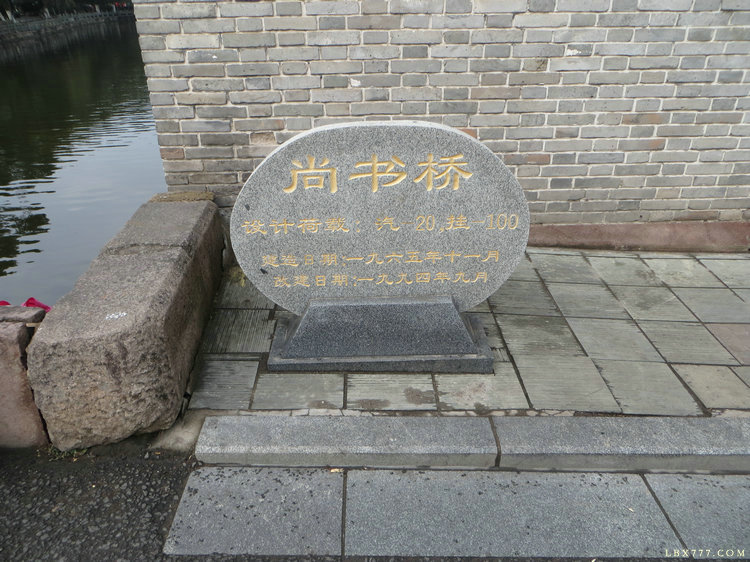 尚书桥
设计荷载：汽-20,挂-100
建造日期:一九六五年十一月
改建日期:一九九四年九月
LBX777.COM